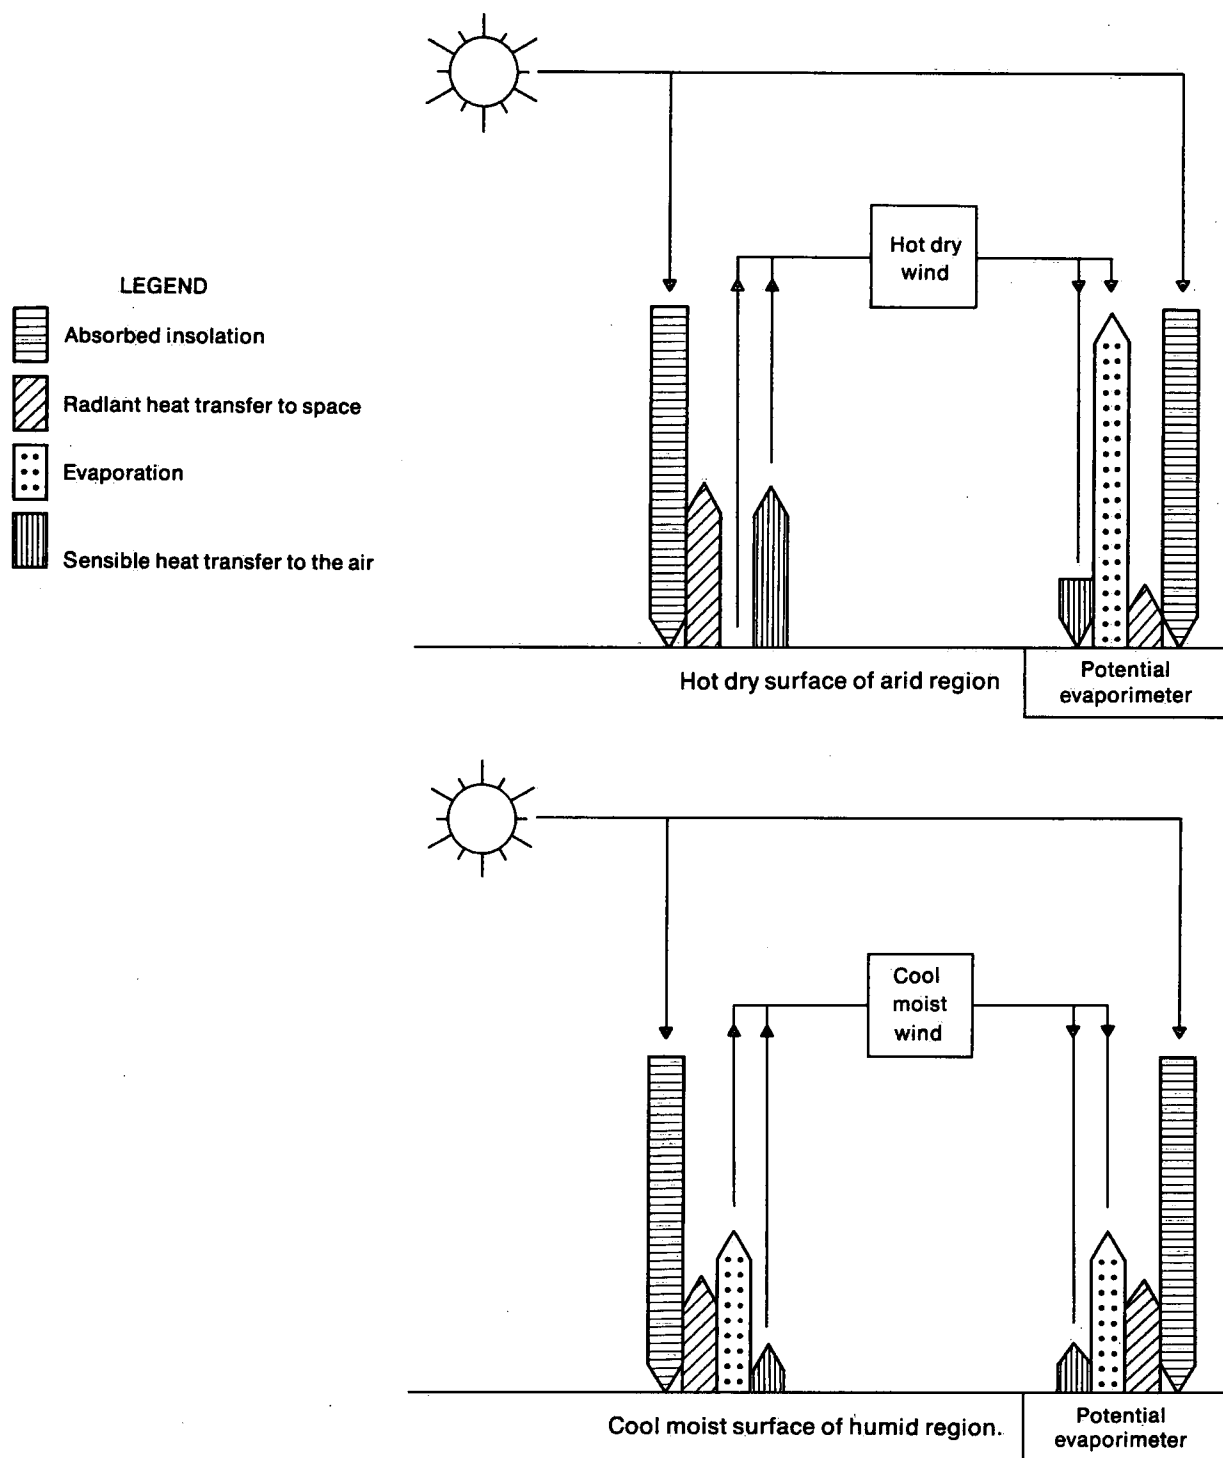 Hot dry
wind
LEGEND
Absorbed insolation
Radiant heat transfer to space
Evaporation
Sensible heat transfer to the air
Hot dry surface of arid region
Potential
evaporimeter
Cool
moist
wind
Cool moist surface of humid region.
Potential
evaporimeter